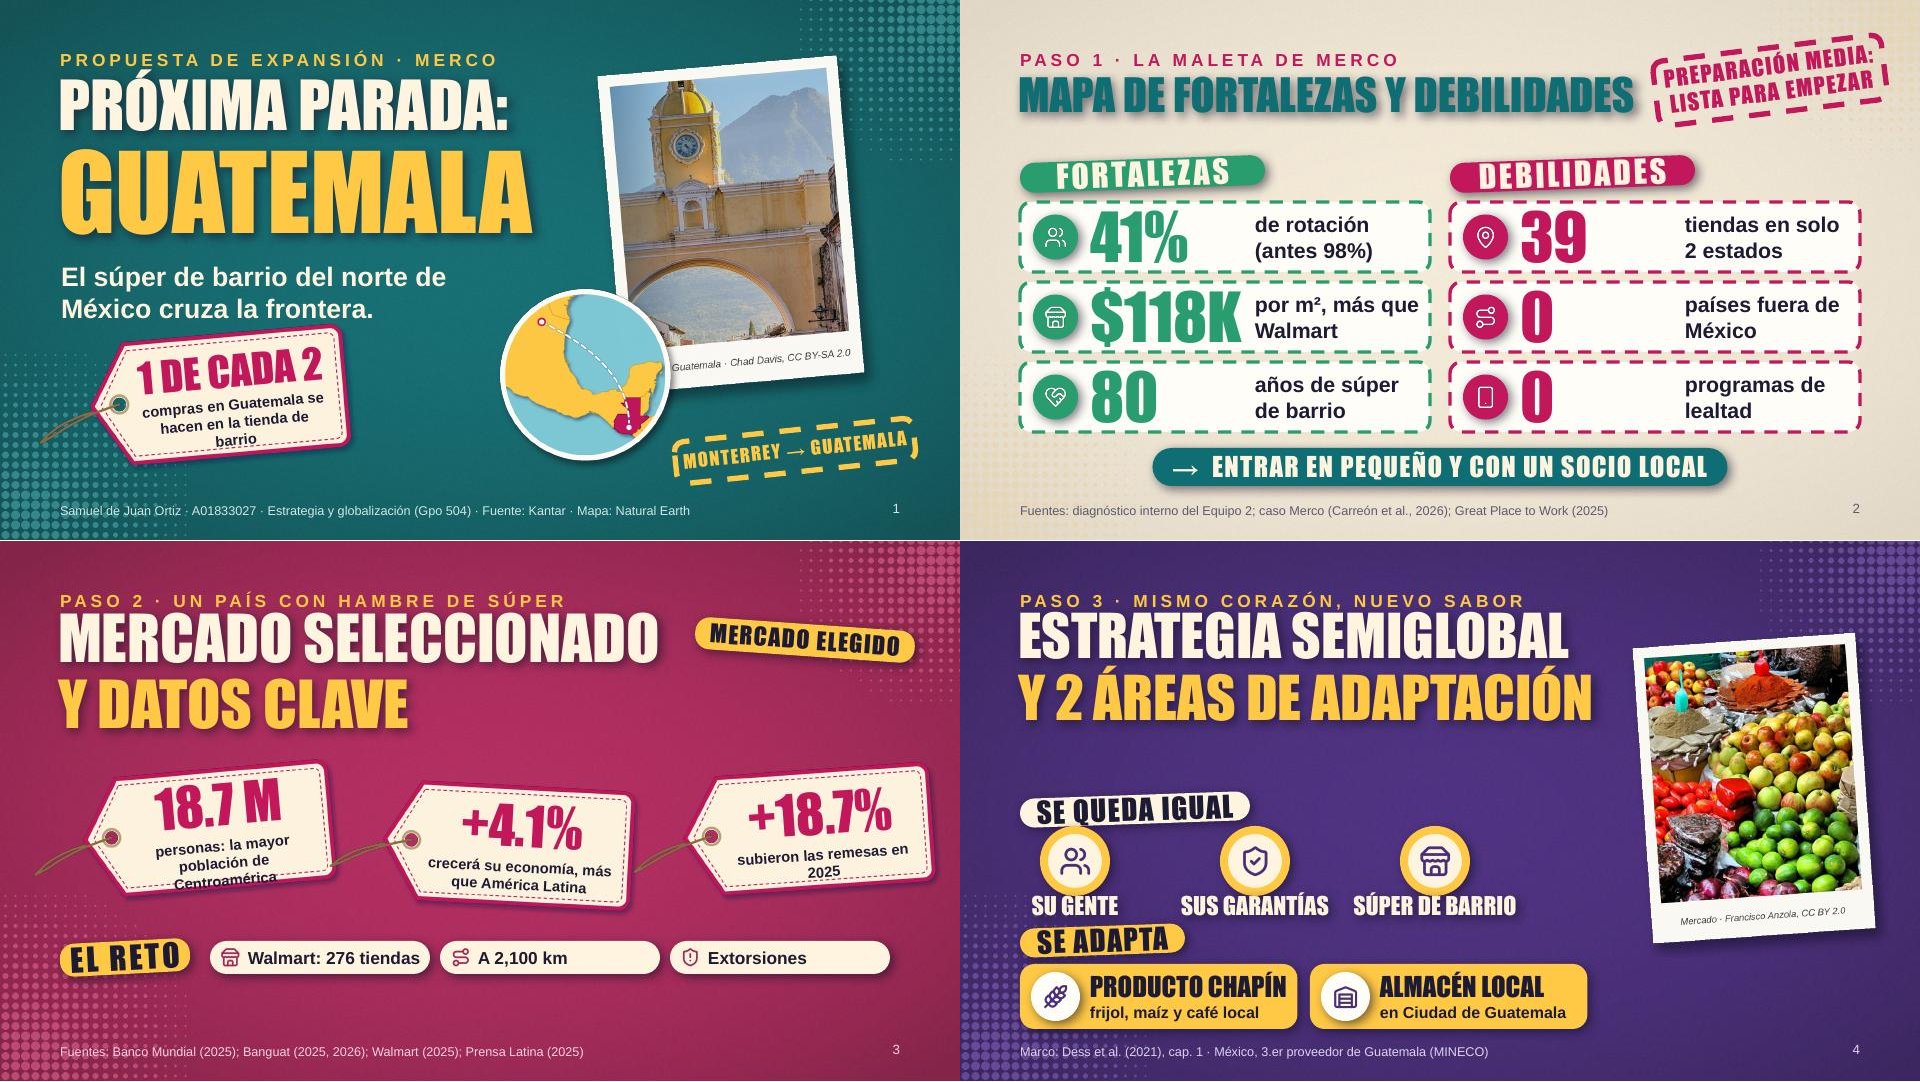 PROPUESTA DE EXPANSIÓN · MERCO
PRÓXIMA PARADA:
GUATEMALA
El súper de barrio del norte de
México cruza la frontera.
1 DE CADA 2
compras en Guatemala se
hacen en la tienda de
barrio
Guatemala · Chad Davis, CC BY-SA 2.0
MONTERREY → GUATEMALA
Samuel de Juan Ortiz · A01833027 · Estrategia y globalización (Gpo 504) · Fuente: Kantar · Mapa: Natural Earth
1
PASO 1 · LA MALETA DE MERCO
MAPA DE FORTALEZAS Y DEBILIDADES
PREPARACIÓN MEDIA:
LISTA PARA EMPEZAR
FORTALEZAS
41%
de rotación
(antes 98%)
$118K
por m², más que
Walmart
80
años de súper
de barrio
DEBILIDADES
39
tiendas en solo
2 estados
0
países fuera de
México
0
programas de
lealtad
→ ENTRAR EN PEQUEÑO Y CON UN SOCIO LOCAL
Fuentes: diagnóstico interno del Equipo 2; caso Merco (Carreón et al., 2026); Great Place to Work (2025)
2
PASO 2 · UN PAÍS CON HAMBRE DE SÚPER
MERCADO SELECCIONADO
Y DATOS CLAVE
MERCADO ELEGIDO
18.7 M
personas: la mayor
población de
Centroamérica
+4.1%
crecerá su economía, más
que América Latina
+18.7%
subieron las remesas en
2025
EL RETO
Walmart: 276 tiendas
A 2,100 km
Extorsiones
Fuentes: Banco Mundial (2025); Banguat (2025, 2026); Walmart (2025); Prensa Latina (2025)
3
PASO 3 · MISMO CORAZÓN, NUEVO SABOR
ESTRATEGIA SEMIGLOBAL
Y 2 ÁREAS DE ADAPTACIÓN
SE QUEDA IGUAL
SU GENTE
SUS GARANTÍAS
SÚPER DE BARRIO
SE ADAPTA
PRODUCTO CHAPÍN
frijol, maíz y café local
ALMACÉN LOCAL
en Ciudad de Guatemala
Mercado · Francisco Anzola, CC BY 2.0
Marco: Dess et al. (2021), cap. 1 · México, 3.er proveedor de Guatemala (MINECO)
4